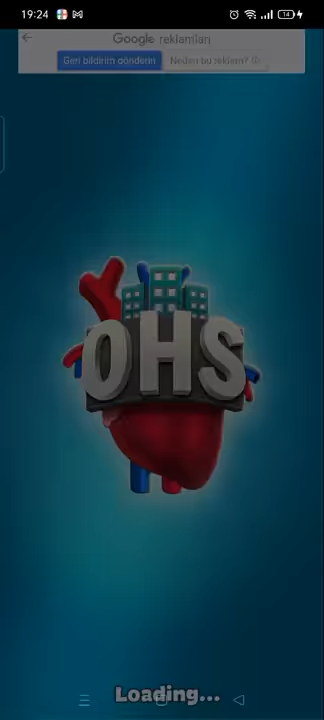 19:24
14
Google reklamları
Geri bildirim gönderin
Neden bu reklam?
OHS
Loading...